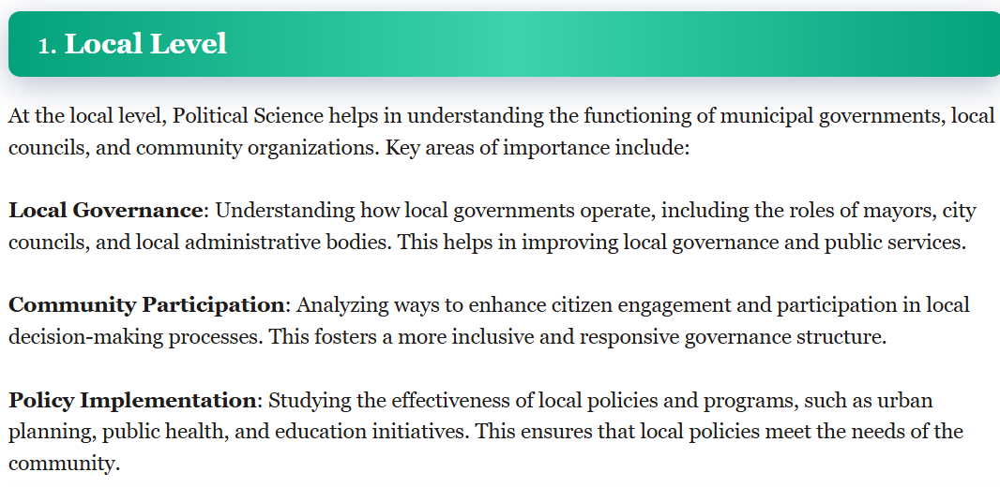 1. Local Level
At the local level, Political Science helps in understanding the functioning of municipal governments, local
councils, and community organizations. Key areas of importance include:
Local Governance: Understanding how local governments operate, including the roles of mayors, city
councils, and local administrative bodies. This helps in improving local governance and public services.
Community Participation: Analyzing ways to enhance citizen engagement and participation in local
decision-making processes. This fosters a more inclusive and responsive governance structure.
Policy Implementation: Studying the effectiveness of local policies and programs, such as urban
planning, public health, and education initiatives. This ensures that local policies meet the needs of the
community.